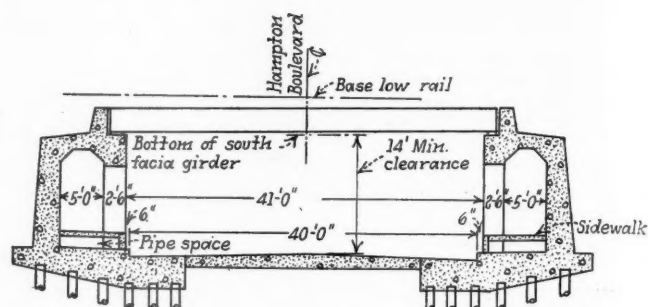 Hampton
Boulevard
℄
Base low rail
Bottom of south
facia girder
14' Min.
clearance
5'-0"
2'-6"
41'-0"
2'-6"
5'-0"
6"
6"
40'-0"
Sidewalk
Pipe space